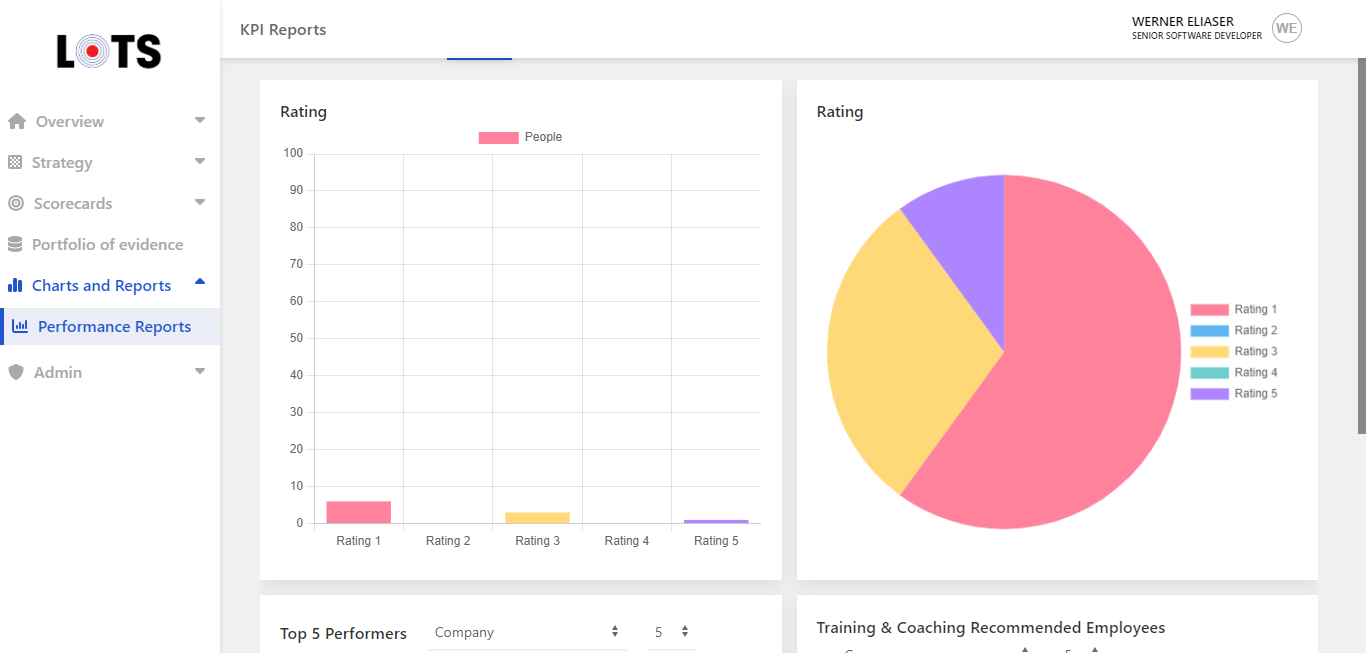 LOTS
KPI Reports
WERNER ELIASER
SENIOR SOFTWARE DEVELOPER
WE
Overview
Strategy
Scorecards
Portfolio of evidence
Charts and Reports
Performance Reports
Admin
Rating
People
100
90
80
70
60
50
40
30
20
10
0
Rating 1 Rating 2 Rating 3 Rating 4 Rating 5
Rating
Rating 1
Rating 2
Rating 3
Rating 4
Rating 5
Top 5 Performers Company 5
Training & Coaching Recommended Employees